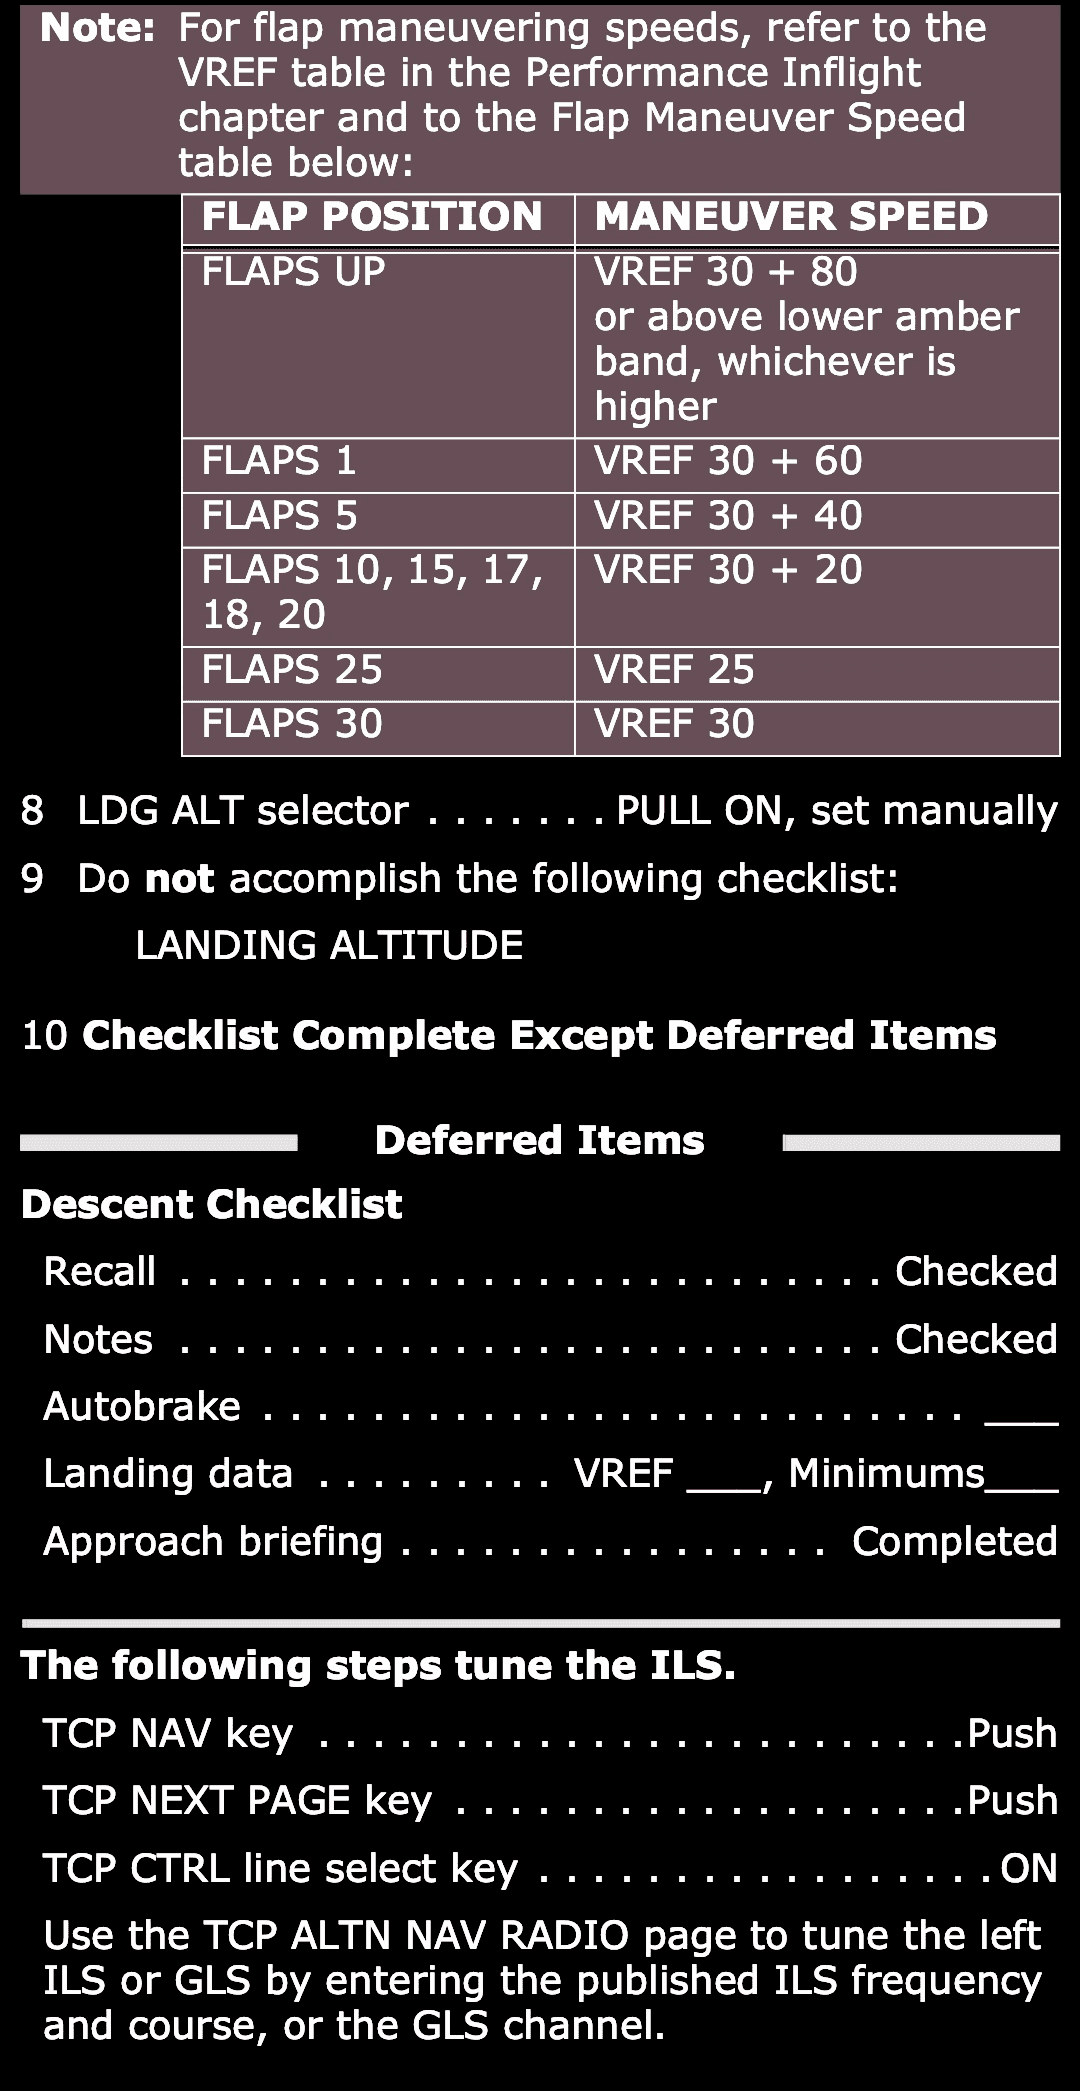 Note: For flap maneuvering speeds, refer to the
VREF table in the Performance Inflight
chapter and to the Flap Maneuver Speed
table below:
FLAP POSITION MANEUVER SPEED
FLAPS UP VREF 30 + 80
or above lower amber
band, whichever is
higher
FLAPS 1 VREF 30 + 60
FLAPS 5 VREF 30 + 40
FLAPS 10, 15, 17, VREF 30 + 20
18, 20
FLAPS 25 VREF 25
FLAPS 30 VREF 30
8 LDG ALT selector . . . . . . . PULL ON, set manually
9 Do not accomplish the following checklist:
LANDING ALTITUDE
10 Checklist Complete Except Deferred Items
Deferred Items
Descent Checklist
Recall . . . . . . . . . . . . . . . . . . . . . . . . . . Checked
Notes . . . . . . . . . . . . . . . . . . . . . . . . . . Checked
Autobrake . . . . . . . . . . . . . . . . . . . . . . . . . . ___
Landing data . . . . . . . . . VREF ___, Minimums___
Approach briefing . . . . . . . . . . . . . . . . Completed
The following steps tune the ILS.
TCP NAV key . . . . . . . . . . . . . . . . . . . . . . . .Push
TCP NEXT PAGE key . . . . . . . . . . . . . . . . . . .Push
TCP CTRL line select key . . . . . . . . . . . . . . . . . ON
Use the TCP ALTN NAV RADIO page to tune the left
ILS or GLS by entering the published ILS frequency
and course, or the GLS channel.